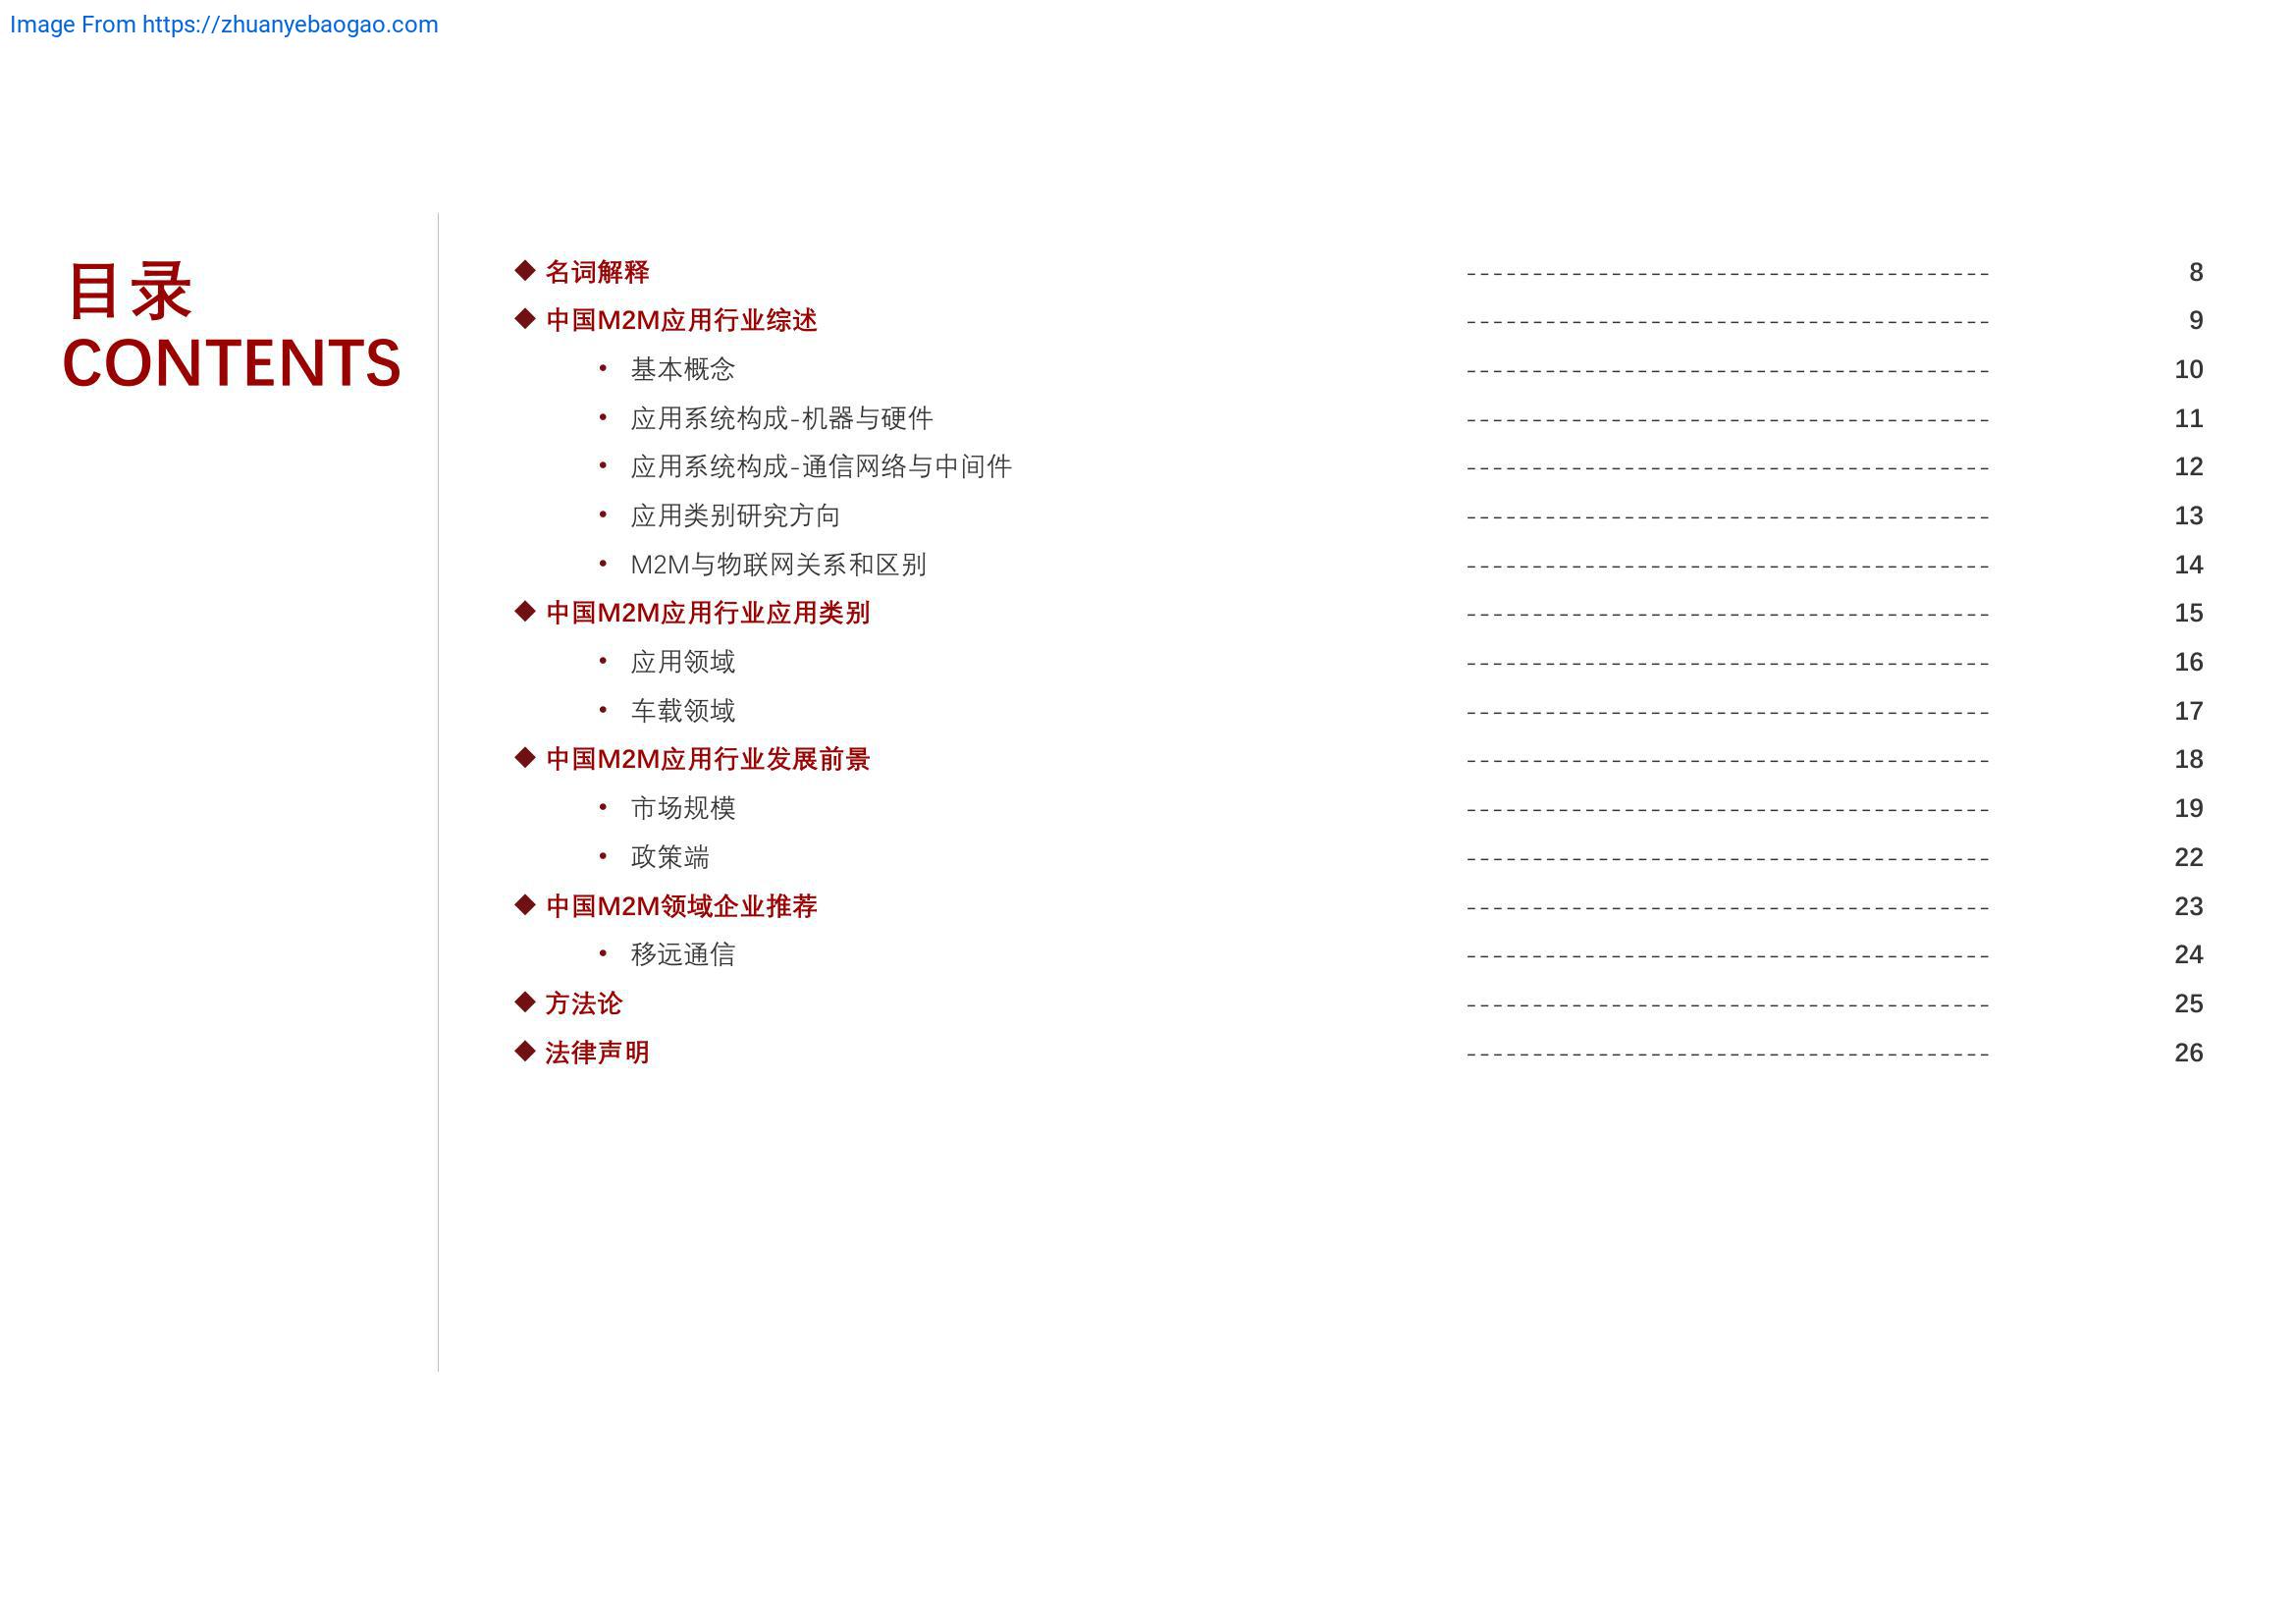 Image From https://zhuanyebaogao.com
目录
CONTENTS
◆ 名词解释 ---------------------------------------- 8
◆ 中国M2M应用行业综述 ---------------------------------------- 9
• 基本概念 ---------------------------------------- 10
• 应用系统构成-机器与硬件 ---------------------------------------- 11
• 应用系统构成-通信网络与中间件 ---------------------------------------- 12
• 应用类别研究方向 ---------------------------------------- 13
• M2M与物联网关系和区别 ---------------------------------------- 14
◆ 中国M2M应用行业应用类别 ---------------------------------------- 15
• 应用领域 ---------------------------------------- 16
• 车载领域 ---------------------------------------- 17
◆ 中国M2M应用行业发展前景 ---------------------------------------- 18
• 市场规模 ---------------------------------------- 19
• 政策端 ---------------------------------------- 22
◆ 中国M2M领域企业推荐 ---------------------------------------- 23
• 移远通信 ---------------------------------------- 24
◆ 方法论 ---------------------------------------- 25
◆ 法律声明 ---------------------------------------- 26